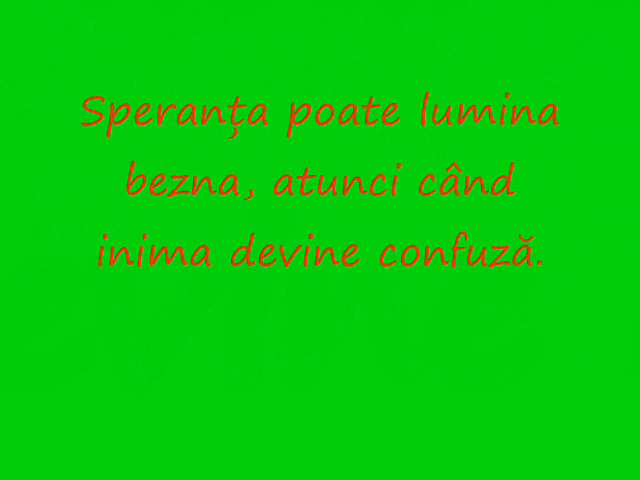 Speranța poate lumina
bezna, atunci când
inima devine confuză.